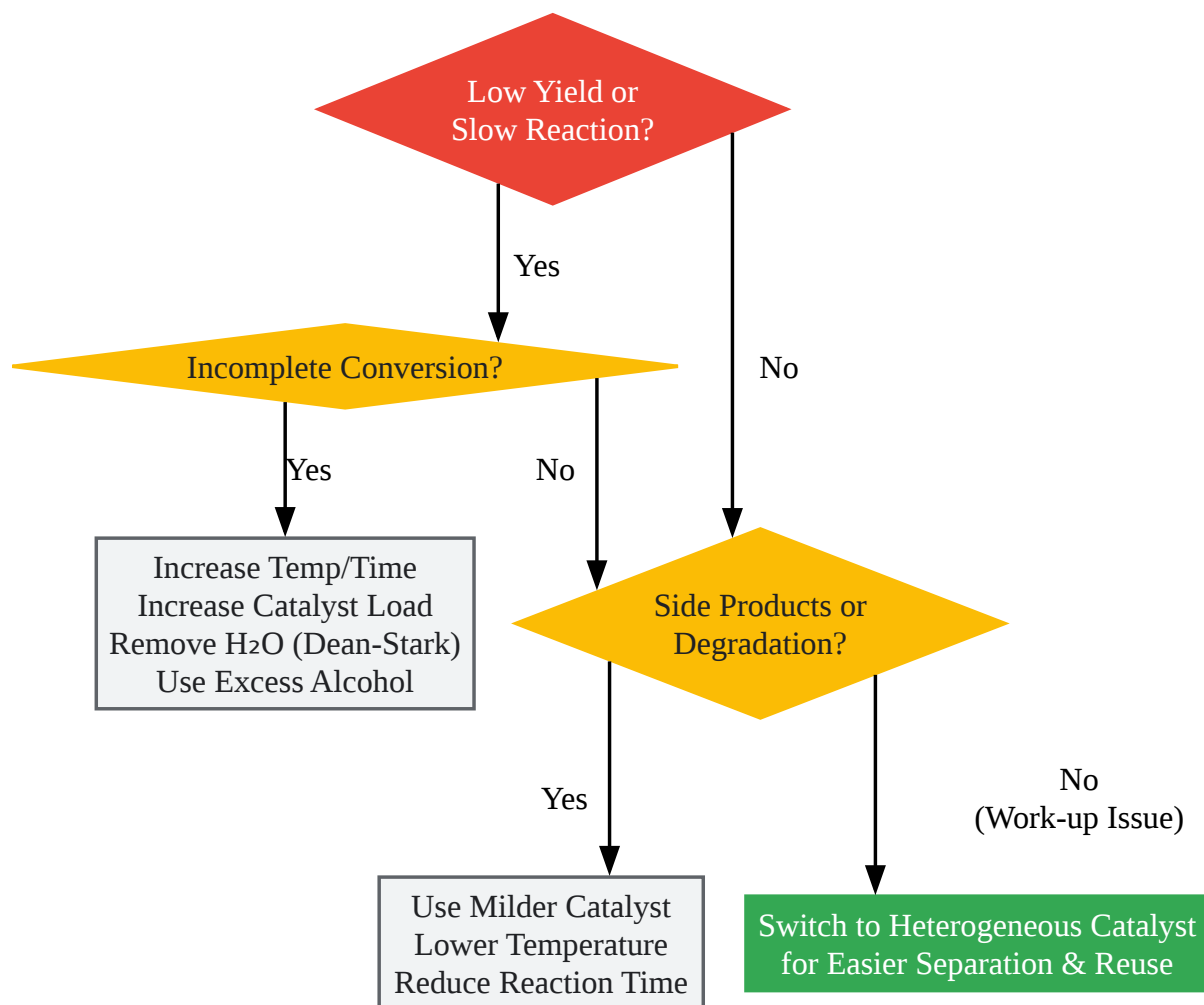 Low Yield or
Slow Reaction?
Yes
Incomplete Conversion?
No
Yes
No
Increase Temp/Time
Increase Catalyst Load
Remove H₂O (Dean-Stark)
Use Excess Alcohol
Side Products or
Degradation?
Yes
No
(Work-up Issue)
Use Milder Catalyst
Lower Temperature
Reduce Reaction Time
Switch to Heterogeneous Catalyst
for Easier Separation & Reuse